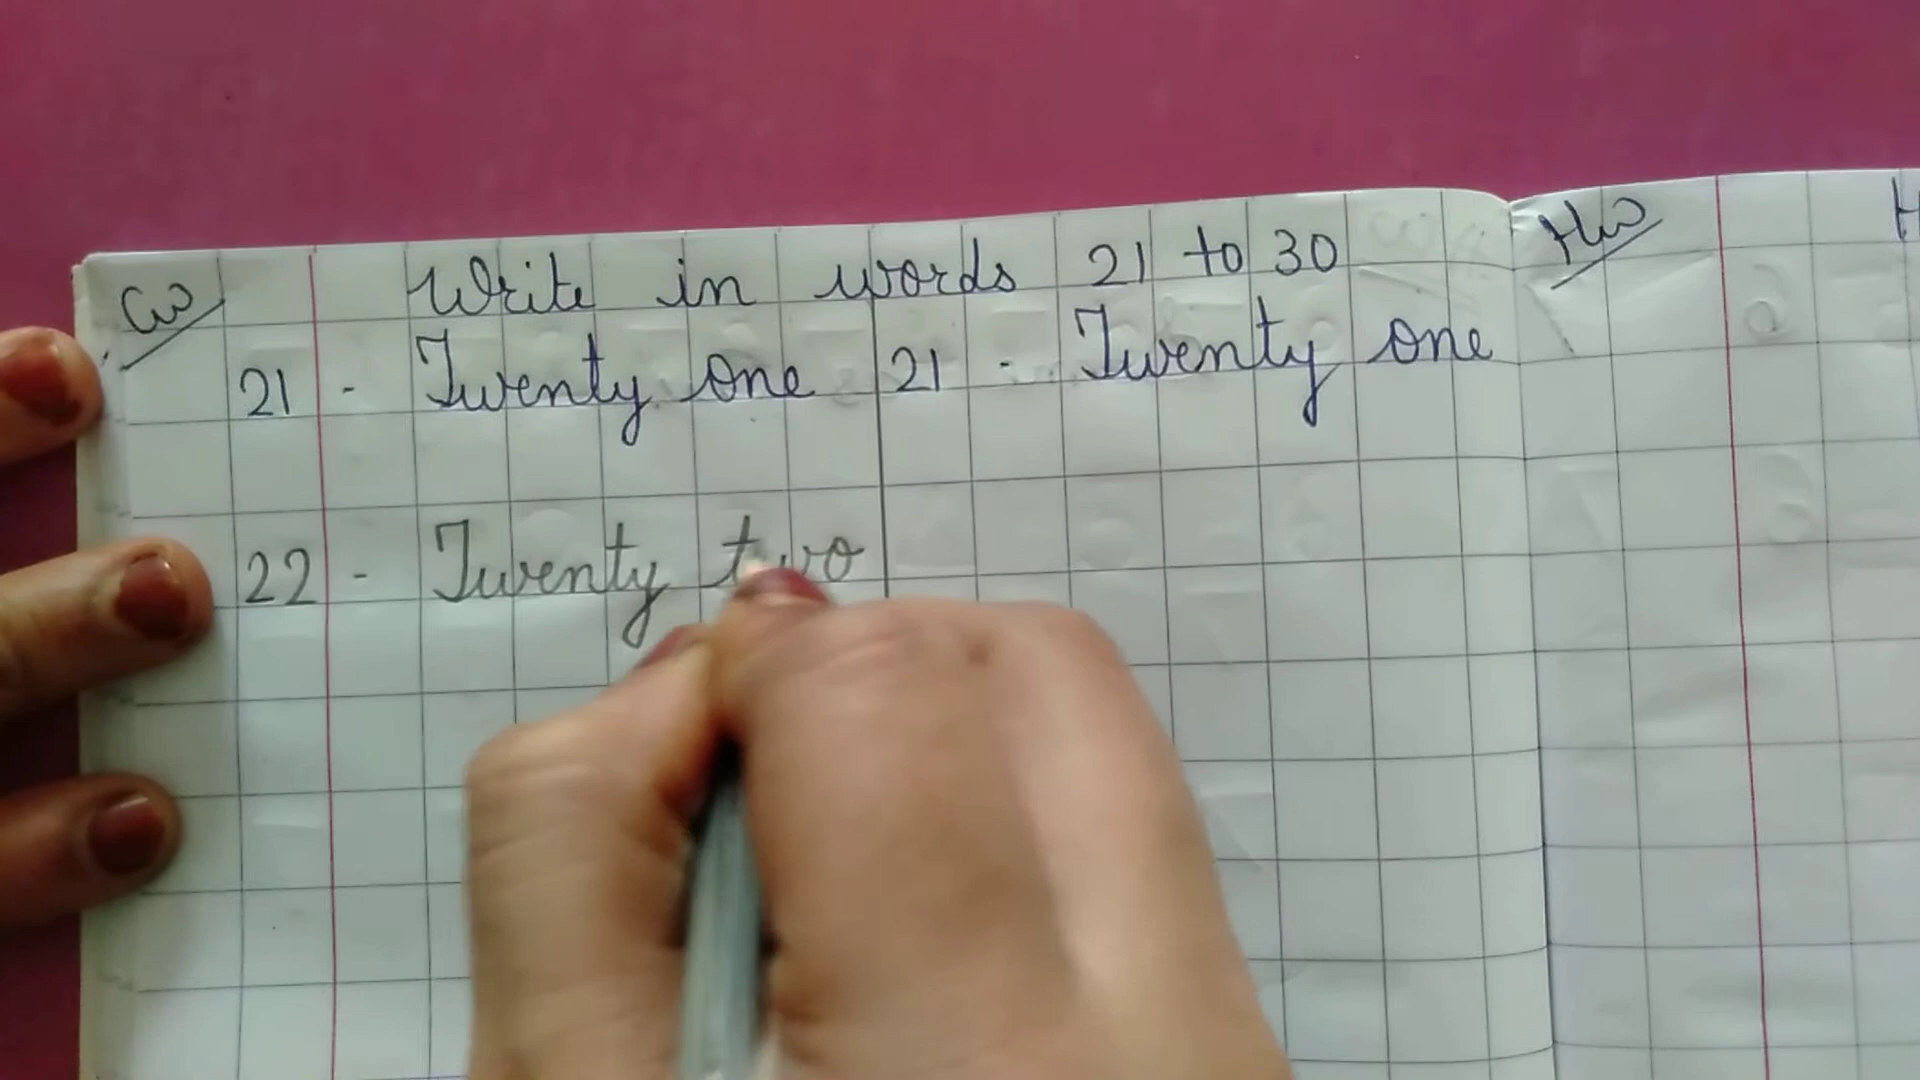 CW
Write in words 21 to 30
21 - Twenty one 21 - Twenty one
22 - Twenty two
HW
H